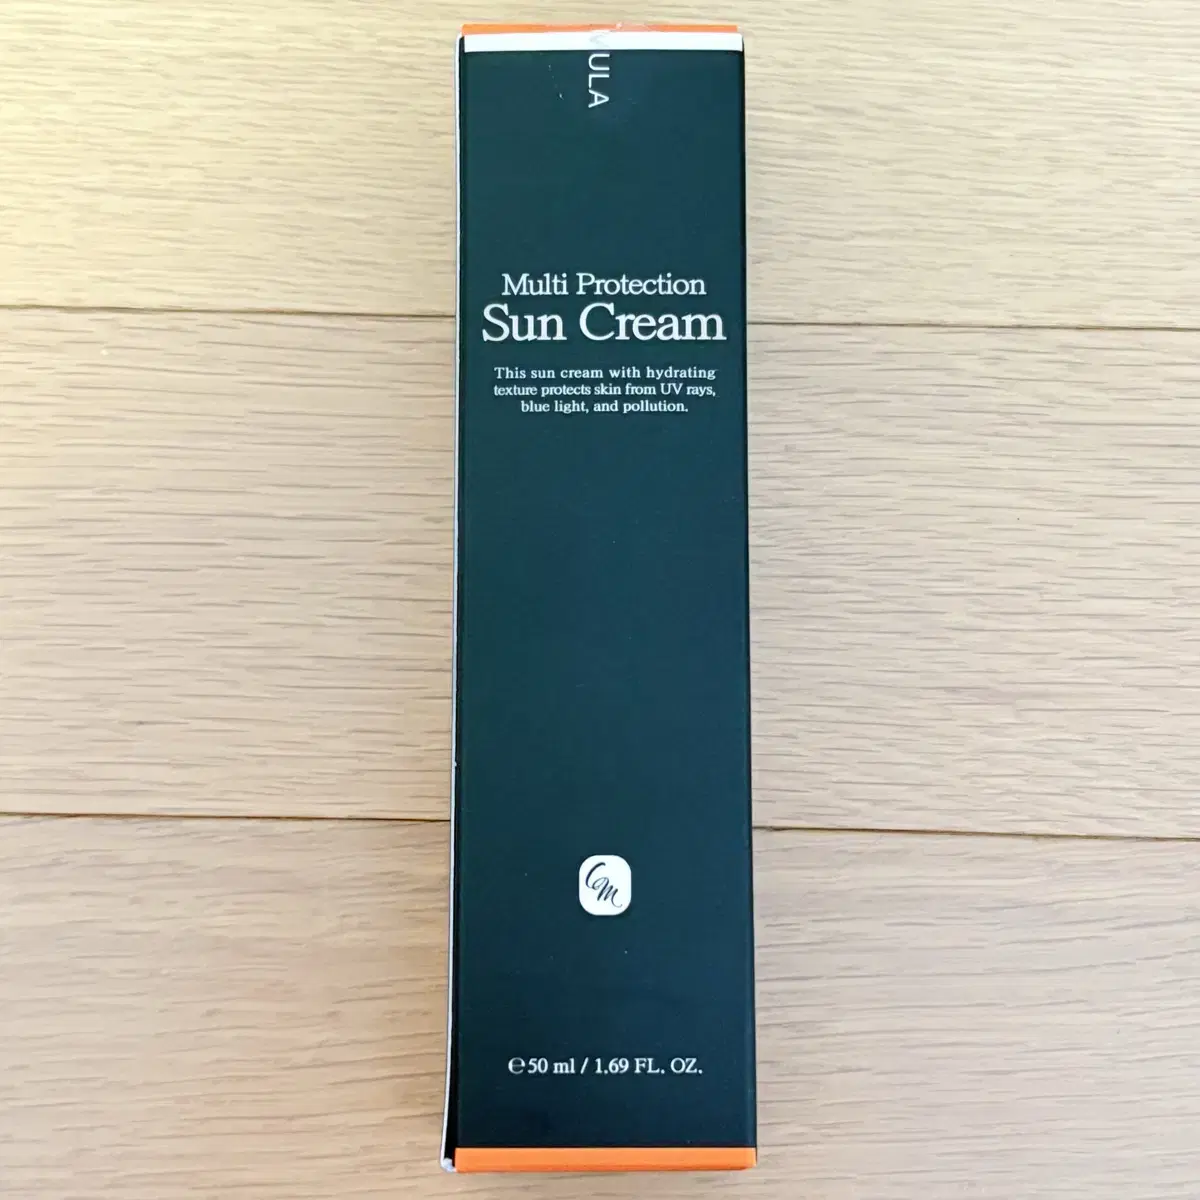 ULA
Multi Protection
Sun Cream
This sun cream with hydrating
texture protects skin from UV rays,
blue light, and pollution.
CM
℮50 ml / 1.69 FL. OZ.